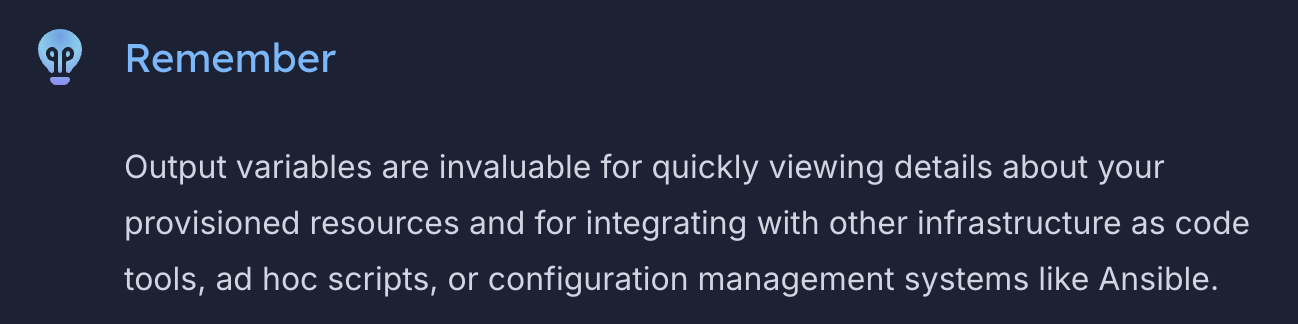 Remember
Output variables are invaluable for quickly viewing details about your
provisioned resources and for integrating with other infrastructure as code
tools, ad hoc scripts, or configuration management systems like Ansible.